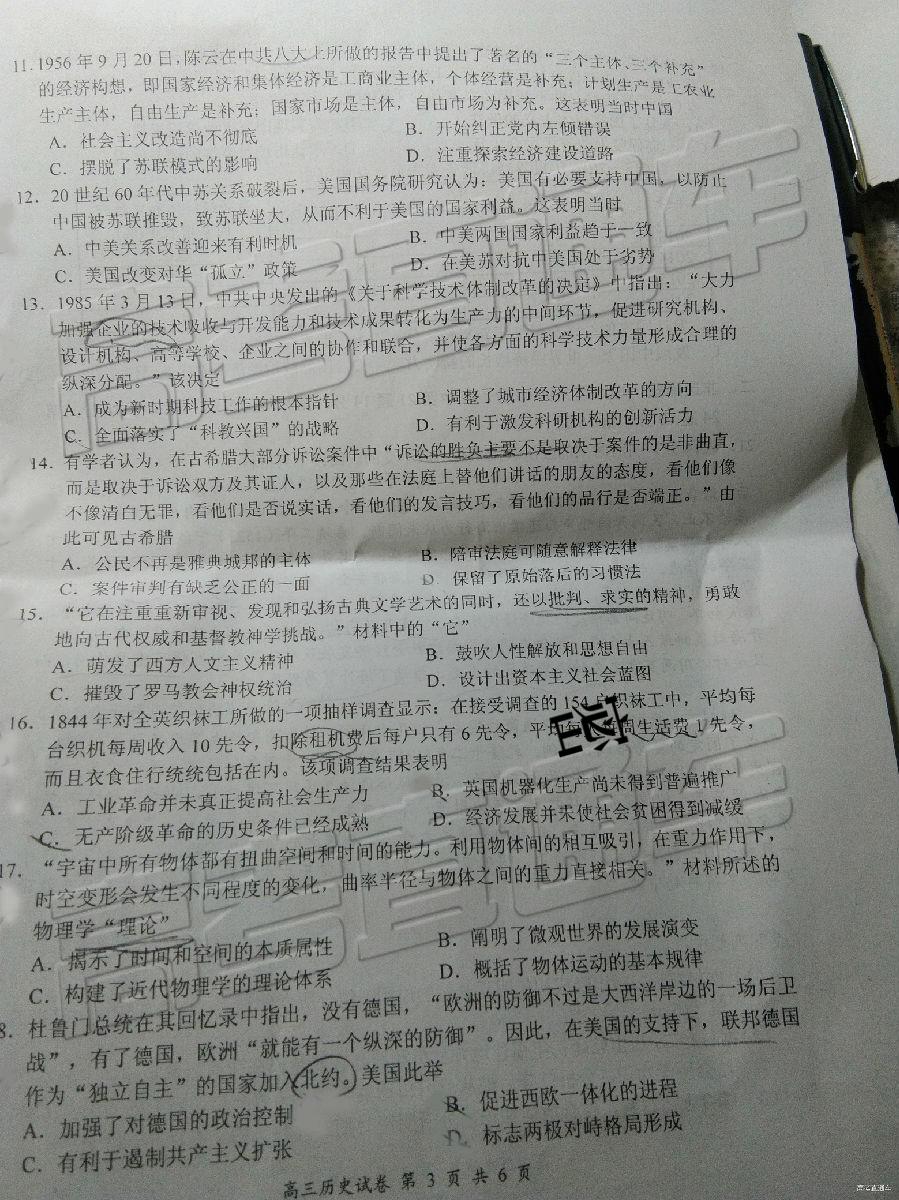 11.1956年9月20日,陈云在中共八大上所做的报告中提出了著名的“三个主体、三个补充”
的经济构想，即国家经济和集体经济是工商业主体，个体经营是补充；计划生产是工农业
生产主体，自由生产是补充；国家市场是主体，自由市场为补充。这表明当时中国
A．社会主义改造尚不彻底 B．开始纠正党内左倾错误
C．摆脱了苏联模式的影响 D．注重探索经济建设道路
12．20世纪60年代中苏关系破裂后，美国国务院研究认为：美国有必要支持中国，以防止
中国被苏联摧毁，致苏联坐大，从而不利于美国的国家利益。这表明当时
A．中美关系改善迎来有利时机 B．中美两国国家利益趋于一致
C．美国改变对华“孤立”政策 D．在美苏对抗中美国处于劣势
13．1985年3月13日，中共中央发出的《关于科学技术体制改革的决定》中指出：“大力
加强企业的技术吸收与开发能力和技术成果转化为生产力的中间环节，促进研究机构、
设计机构、高等学校、企业之间的协作和联合，并使各方面的科学技术力量形成合理的
纵深分配。”该决定
A．成为新时期科技工作的根本指针 B．调整了城市经济体制改革的方向
C．全面落实了“科教兴国”的战略 D．有利于激发科研机构的创新活力
14．有学者认为，在古希腊大部分诉讼案件中“诉讼的胜负主要不是取决于案件的是非曲直，
而是取决于诉讼双方及其证人，以及那些在法庭上替他们讲话的朋友的态度，看他们像
不像清白无罪，看他们是否说实话，看他们的发言技巧，看他们的品行是否端正。”由
此可见古希腊
A．公民不再是雅典城邦的主体 B．陪审法庭可随意解释法律
C．案件审判有缺乏公正的一面 D．保留了原始落后的习惯法
15．“它在注重重新审视、发现和弘扬古典文学艺术的同时，还以批判、求实的精神，勇敢
地向古代权威和基督教神学挑战。”材料中的“它”
A．萌发了西方人文主义精神 B．鼓吹人性解放和思想自由
C．摧毁了罗马教会神权统治 D．设计出资本主义社会蓝图
16．1844年对全英织袜工所做的一项抽样调查显示：在接受调查的154户织袜工中，平均每
台织机每周收入10先令，扣除租机费后每户只有6先令，平均每人每周生活费1先令，
而且衣食住行统统包括在内。该项调查结果表明
A．工业革命并未真正提高社会生产力 B．英国机器化生产尚未得到普遍推广
C．无产阶级革命的历史条件已经成熟 D．经济发展并未使社会贫困得到减缓
17．“宇宙中所有物体都有扭曲空间和时间的能力。利用物体间的相互吸引，在重力作用下，
时空变形会发生不同程度的变化，曲率半径与物体之间的重力直接相关。”材料所述的
物理学“理论”
A．揭示了时间和空间的本质属性 B．阐明了微观世界的发展演变
C．构建了近代物理学的理论体系 D．概括了物体运动的基本规律
8．杜鲁门总统在其回忆录中指出，没有德国，“欧洲的防御不过是大西洋岸边的一场后卫
战”，有了德国，欧洲“就能有一个纵深的防御”。因此，在美国的支持下，联邦德国
作为“独立自主”的国家加入北约。美国此举
A．加强了对德国的政治控制 B．促进西欧一体化的进程
C．有利于遏制共产主义扩张 D．标志两极对峙格局形成
高三历史试卷 第3页共6页
高考直通车
高考直通车
高考直通车